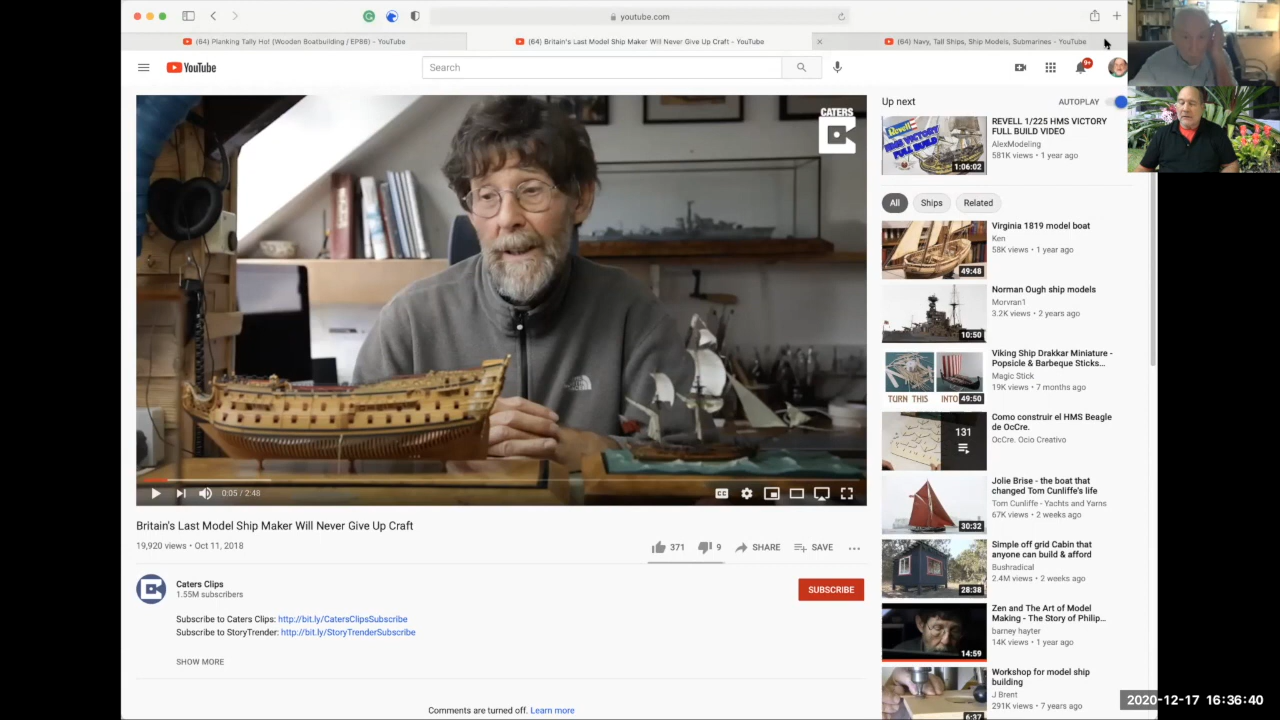 youtube.com
(64) Planking Tally Ho! (Wooden Boatbuilding / EP86) - YouTube
(64) Britain's Last Model Ship Maker Will Never Give Up Craft - YouTube
(64) Navy, Tall Ships, Ship Models, Submarines - YouTube
YouTube
Search
9+
CATERS
0:05 / 2:48
CC
Britain's Last Model Ship Maker Will Never Give Up Craft
19,920 views • Oct 11, 2018
371
9
SHARE
SAVE
Caters Clips
1.55M subscribers
SUBSCRIBE
Subscribe to Caters Clips: http://bit.ly/CatersClipsSubscribe
Subscribe to StoryTrender: http://bit.ly/StoryTrenderSubscribe
SHOW MORE
Comments are turned off. Learn more
Up next
AUTOPLAY
Revell
HMS VICTORY
FULL BUILD
1:06:02
REVELL 1/225 HMS VICTORY
FULL BUILD VIDEO
AlexModeling
581K views • 1 year ago
All
Ships
Related
49:48
Virginia 1819 model boat
Ken
58K views • 1 year ago
10:50
Norman Ough ship models
Morvran1
3.2K views • 2 years ago
TURN THIS
INTO
49:50
Viking Ship Drakkar Miniature -
Popsicle & Barbeque Sticks...
Magic Stick
19K views • 7 months ago
131
Como construir el HMS Beagle
de OcCre.
OcCre. Ocio Creativo
30:32
Jolie Brise - the boat that
changed Tom Cunliffe's life
Tom Cunliffe - Yachts and Yarns
67K views • 2 weeks ago
28:38
Simple off grid Cabin that
anyone can build & afford
Bushradical
2.4M views • 2 weeks ago
14:59
Zen and The Art of Model
Making - The Story of Philip...
barney hayter
14K views • 1 year ago
6:37
Workshop for model ship
building
J Brent
291K views • 7 years ago
2020-12-17 16:36:40